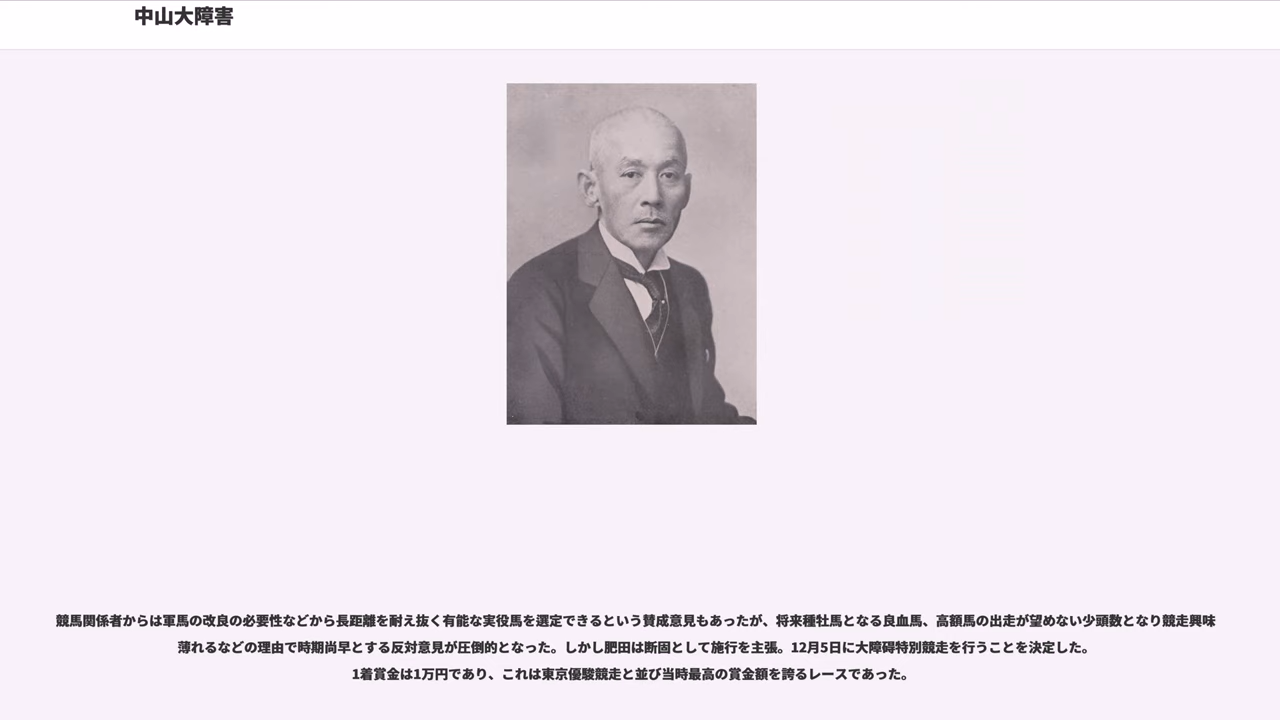 中山大障害
競馬関係者からは軍馬の改良の必要性などから長距離を耐え抜く有能な実役馬を選定できるという賛成意見もあったが、将来種牡馬となる良血馬、高額馬の出走が望めない少頭数となり競走興味
薄れるなどの理由で時期尚早とする反対意見が圧倒的となった。しかし肥田は断固として施行を主張。12月5日に大障碍特別競走を行うことを決定した。
1着賞金は1万円であり、これは東京優駿競走と並び当時最高の賞金額を誇るレースであった。